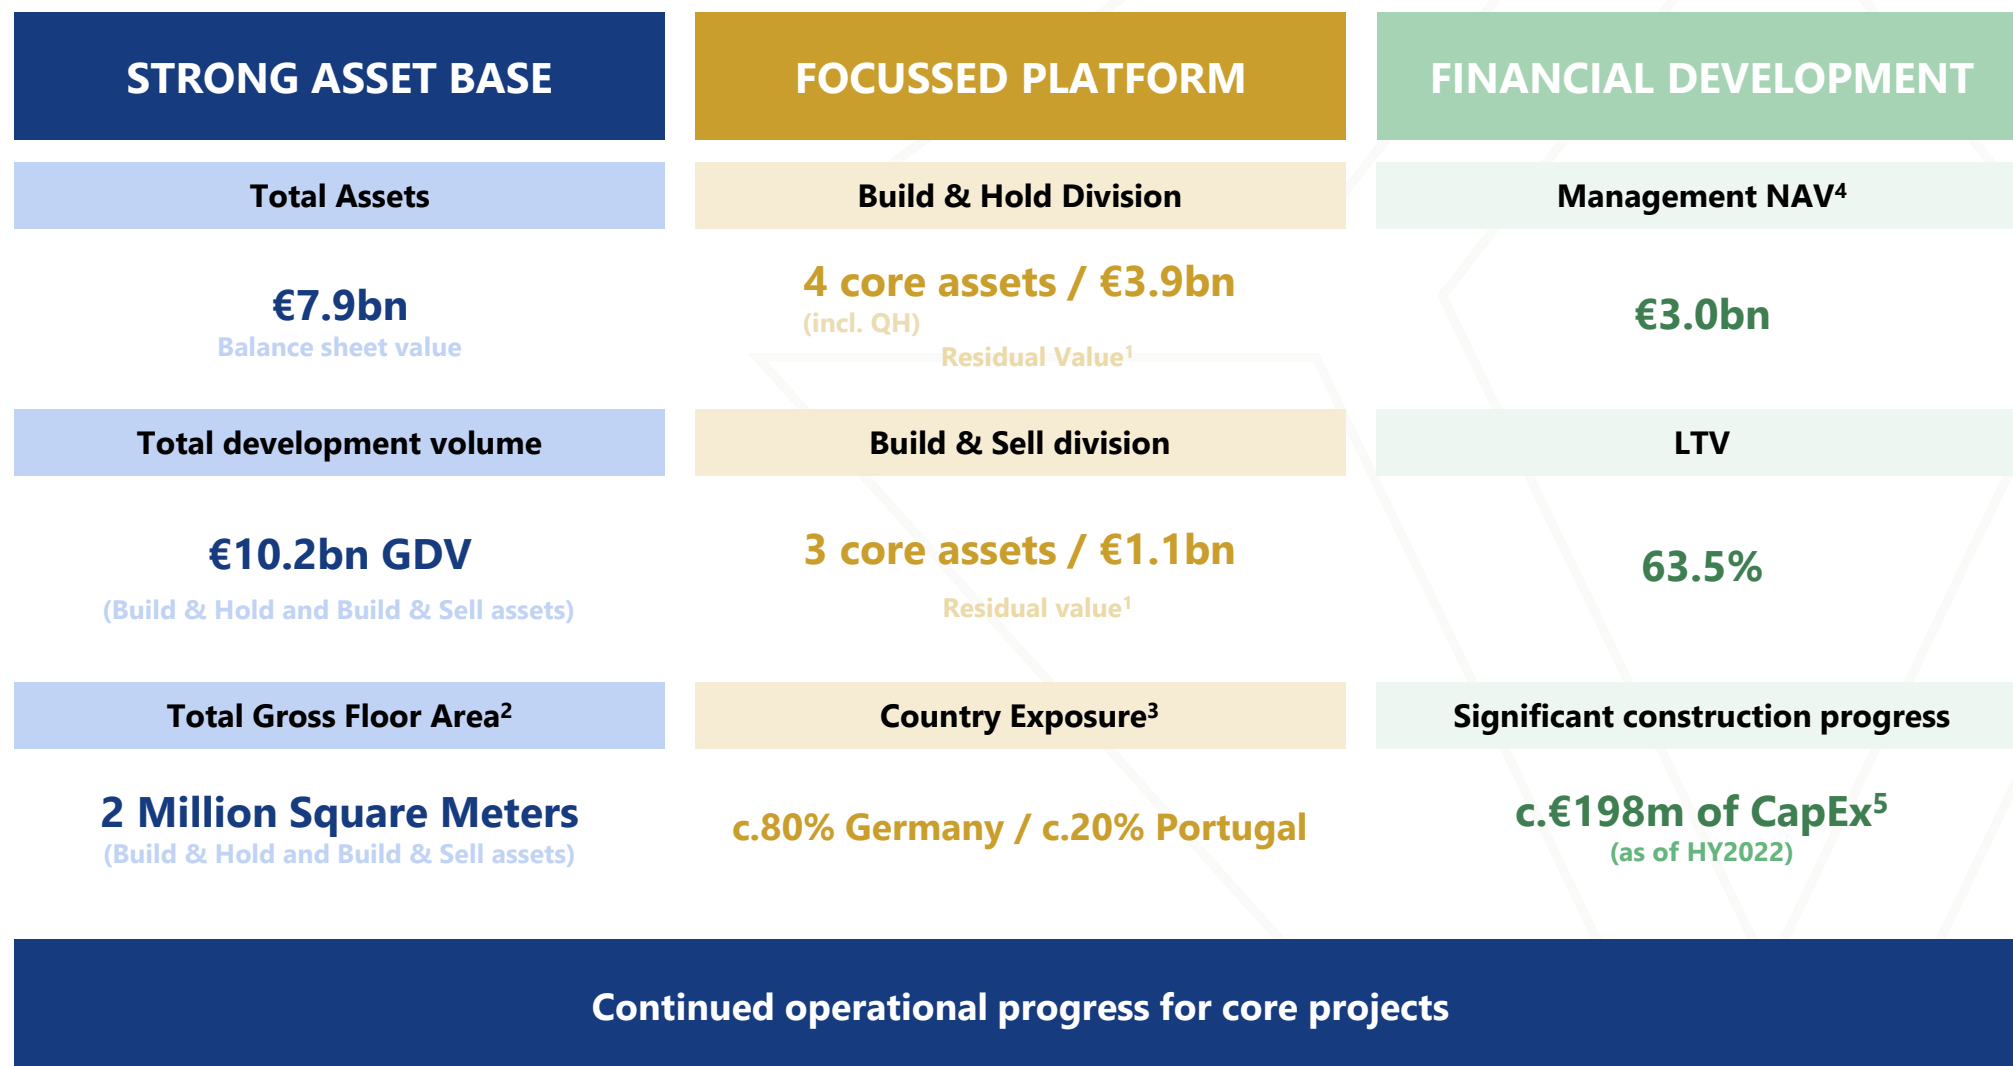 STRONG ASSET BASE
Total Assets
€7.9bn
Balance sheet value
Total development volume
€10.2bn GDV
(Build & Hold and Build & Sell assets)
Total Gross Floor Area²
2 Million Square Meters
(Build & Hold and Build & Sell assets)
FOCUSSED PLATFORM
Build & Hold Division
4 core assets / €3.9bn
(incl. QH)
Residual Value¹
Build & Sell division
3 core assets / €1.1bn
Residual value¹
Country Exposure³
c.80% Germany / c.20% Portugal
FINANCIAL DEVELOPMENT
Management NAV⁴
€3.0bn
LTV
63.5%
Significant construction progress
c.€198m of CapEx⁵
(as of HY2022)
Continued operational progress for core projects